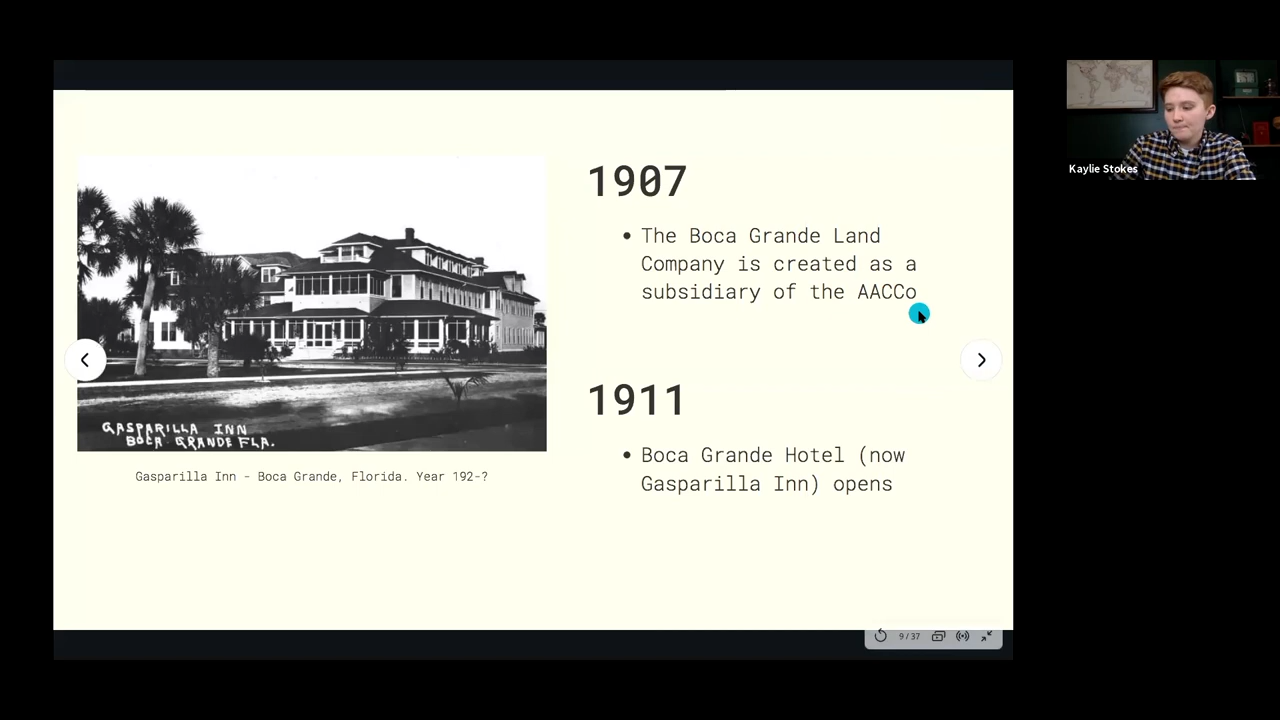 GASPARILLA INN
BOCA GRANDE FLA.
Gasparilla Inn - Boca Grande, Florida. Year 192-?
1907
• The Boca Grande Land
Company is created as a
subsidiary of the AACCo
1911
• Boca Grande Hotel (now
Gasparilla Inn) opens
9/37
Kaylie Stokes